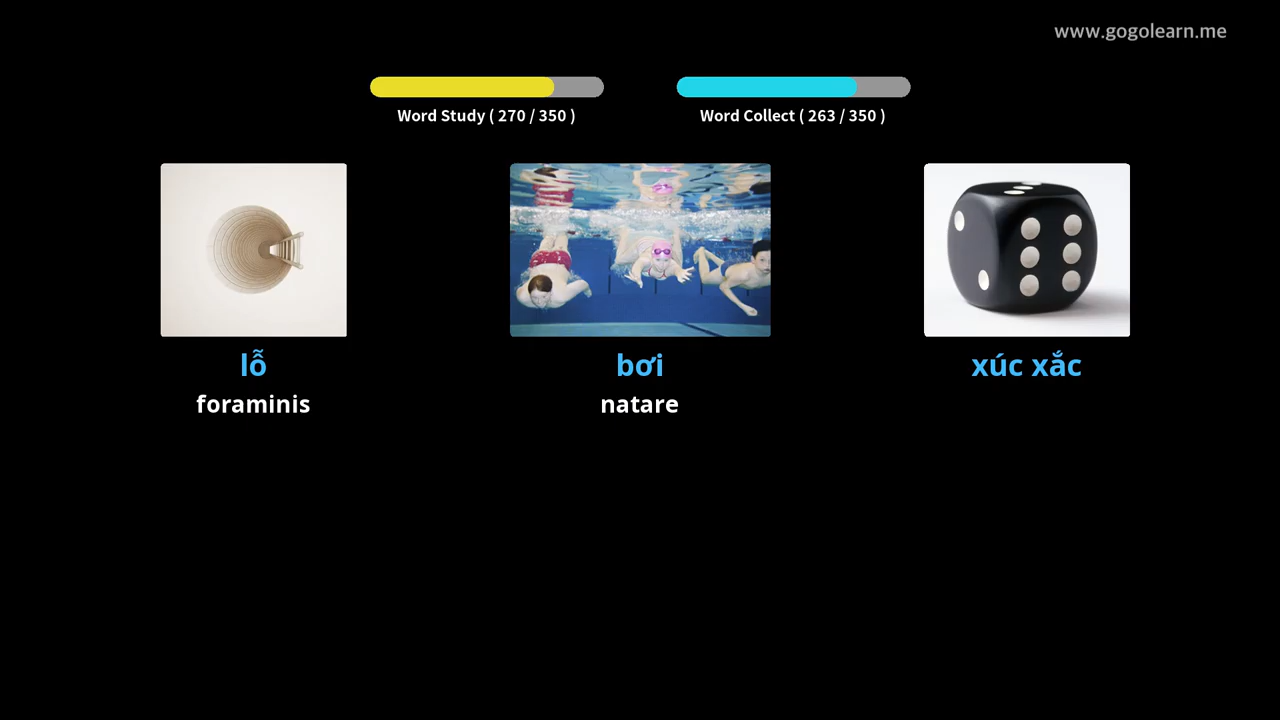 www.gogolearn.me
Word Study ( 270 / 350 )
Word Collect ( 263 / 350 )
lỗ
bơi
xúc xắc
foraminis
natare